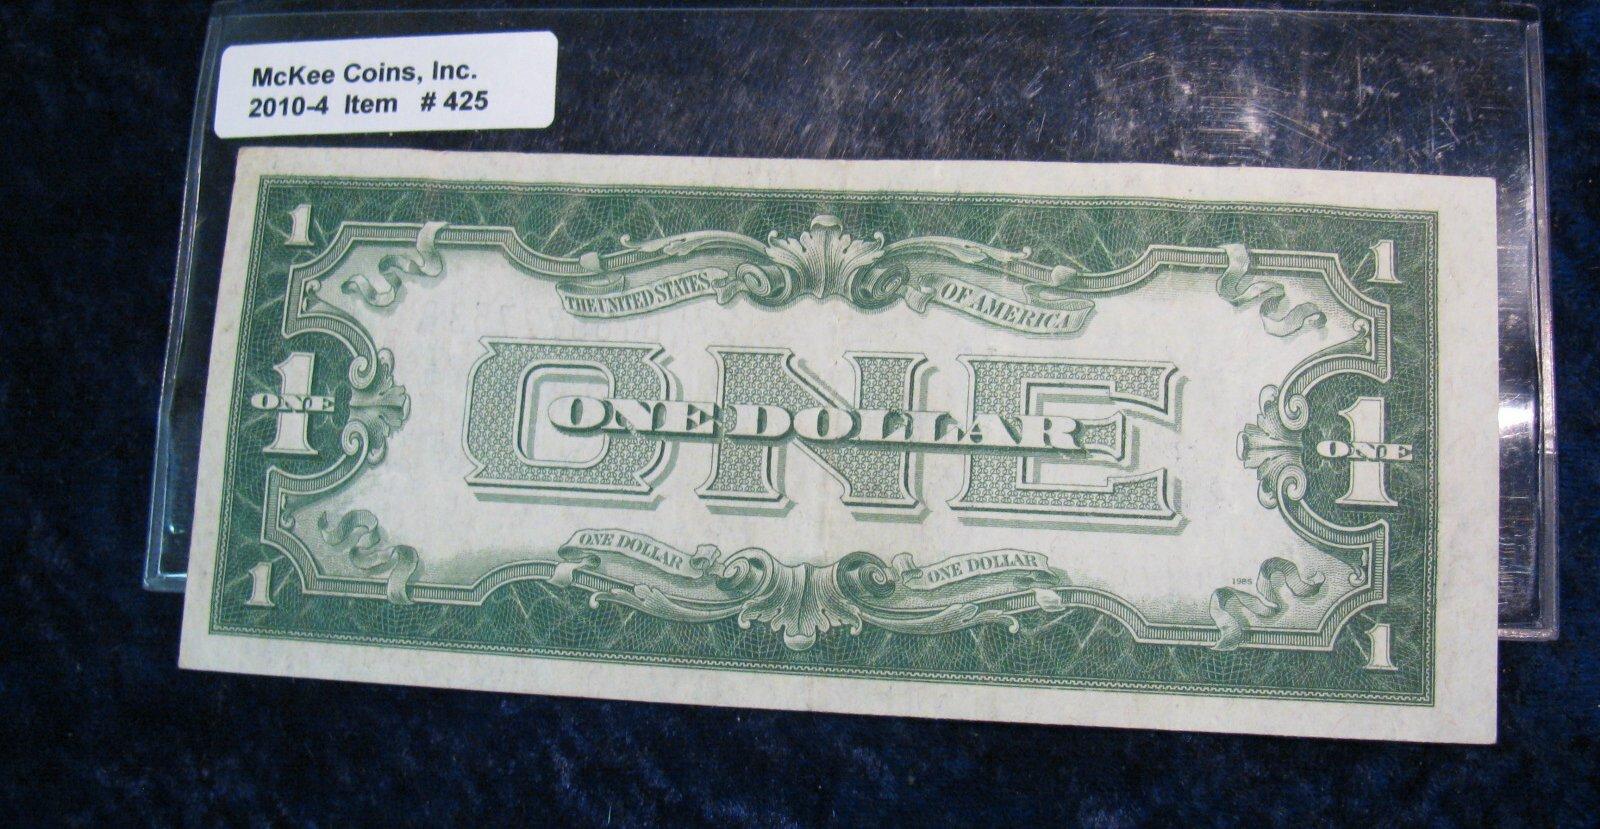 McKee Coins, Inc.
2010-4 Item # 425
1
1
THE UNITED STATES OF AMERICA
ONE
1
ONE
ONE DOLLAR
1
ONE
ONE DOLLAR ONE DOLLAR
1985
1
1